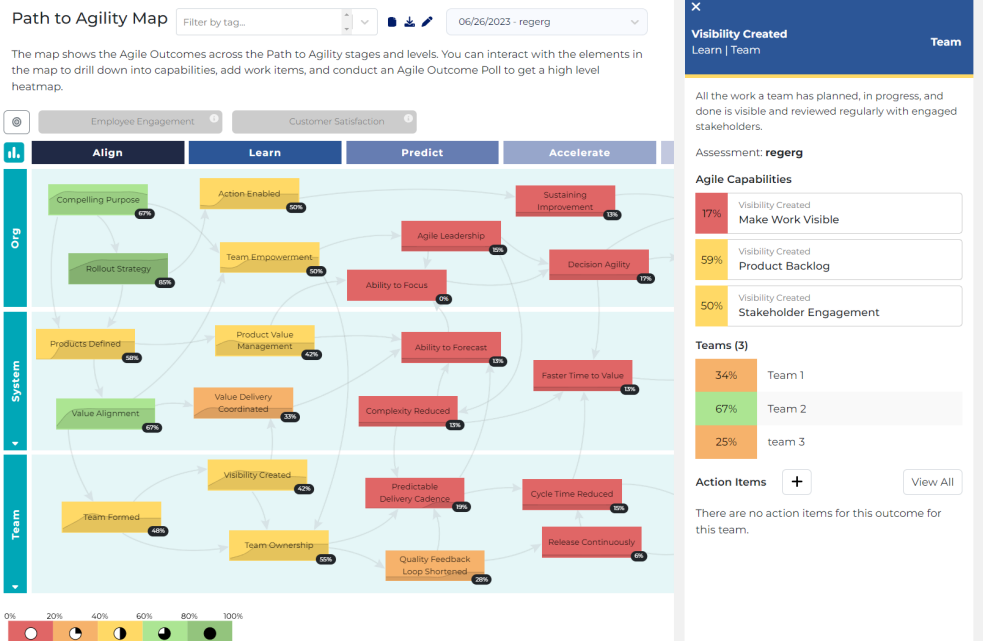 Path to Agility Map
Filter by tag...
06/26/2023 - regerg
The map shows the Agile Outcomes across the Path to Agility stages and levels. You can interact with the elements in
the map to drill down into capabilities, add work items, and conduct an Agile Outcome Poll to get a high level
heatmap.
Employee Engagement
Customer Satisfaction
Align
Learn
Predict
Accelerate
Org
Compelling Purpose
67%
Action Enabled
50%
Sustaining
Improvement
13%
Agile Leadership
15%
Team Empowerment
50%
Rollout Strategy
85%
Decision Agility
17%
Ability to Focus
0%
System
Products Defined
58%
Product Value
Management
42%
Ability to Forecast
13%
Faster Time to Value
13%
Value Delivery
Coordinated
33%
Value Alignment
67%
Complexity Reduced
13%
Team
Visibility Created
42%
Predictable
Delivery Cadence
19%
Cycle Time Reduced
15%
Team Formed
48%
Team Ownership
55%
Release Continuously
6%
Quality Feedback
Loop Shortened
28%
0%
20%
40%
60%
80%
100%
Visibility Created
Learn | Team
Team
All the work a team has planned, in progress, and
done is visible and reviewed regularly with engaged
stakeholders.
Assessment: regerg
Agile Capabilities
17%
Visibility Created
Make Work Visible
59%
Visibility Created
Product Backlog
50%
Visibility Created
Stakeholder Engagement
Teams (3)
34% Team 1
67% Team 2
25% team 3
Action Items
+
View All
There are no action items for this outcome for
this team.